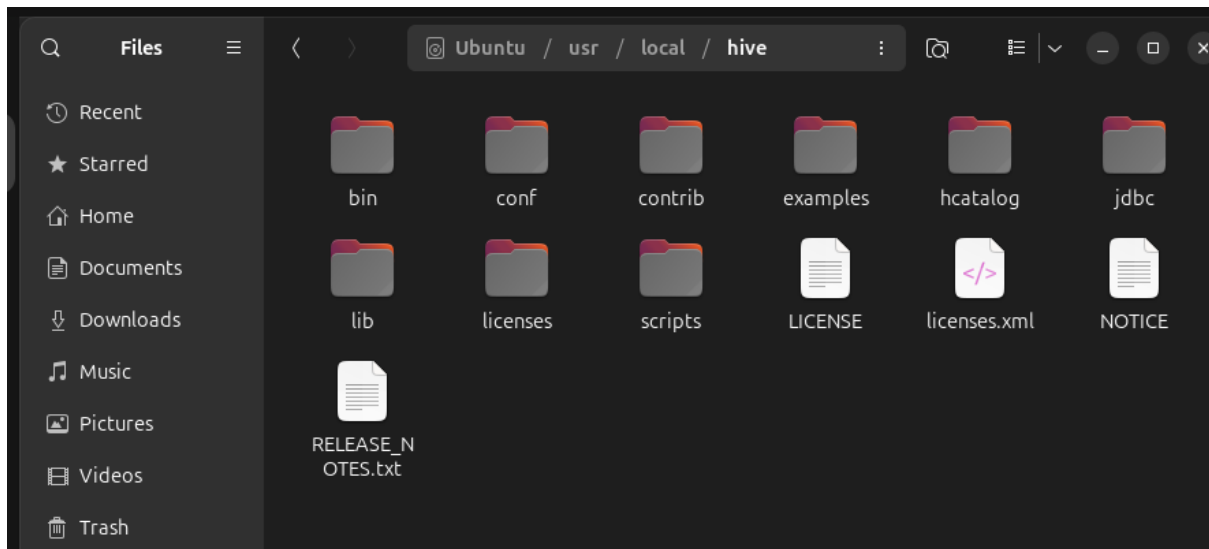 Files
Ubuntu / usr / local / hive
Recent
Starred
Home
Documents
Downloads
Music
Pictures
Videos
Trash
bin
conf
contrib
examples
hcatalog
jdbc
lib
licenses
scripts
LICENSE
</>
licenses.xml
NOTICE
RELEASE_N
OTES.txt